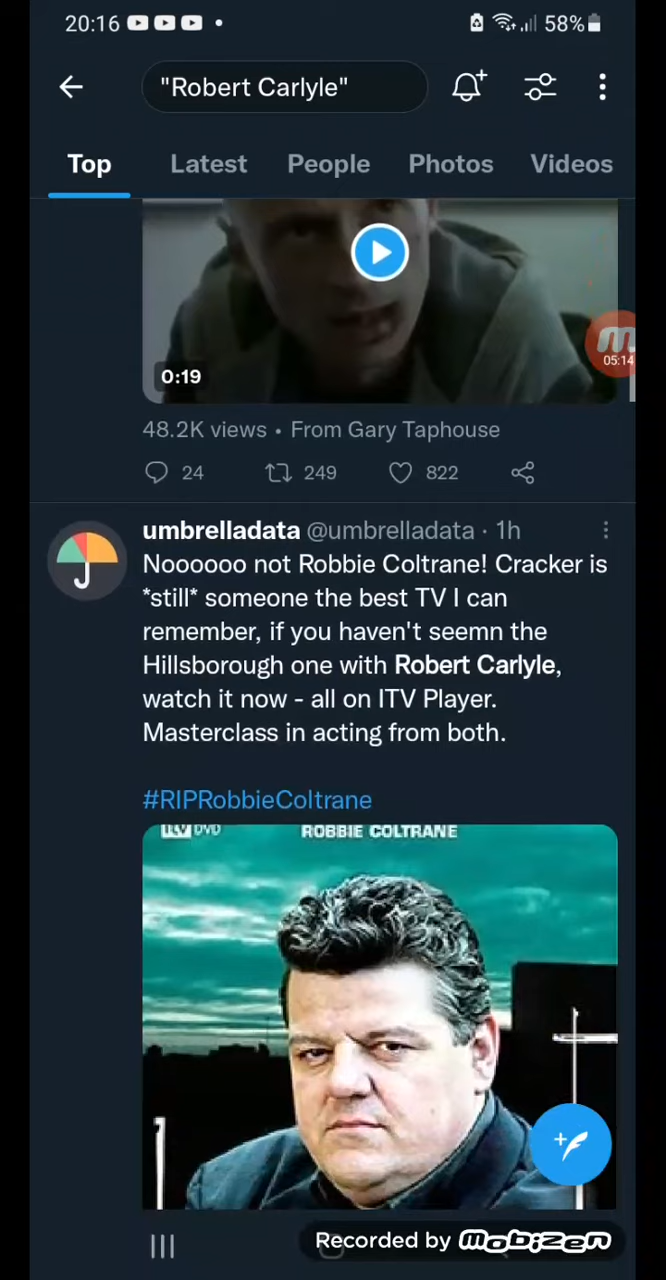 20:16
58%
"Robert Carlyle"
Top Latest People Photos Videos
05:14
0:19
48.2K views • From Gary Taphouse
24 249 822
umbrelladata @umbrelladata · 1h
Noooooo not Robbie Coltrane! Cracker is
*still* someone the best TV I can
remember, if you haven't seemn the
Hillsborough one with Robert Carlyle,
watch it now - all on ITV Player.
Masterclass in acting from both.
#RIPRobbieColtrane
itv DVD ROBBIE COLTRANE
Recorded by mobizen